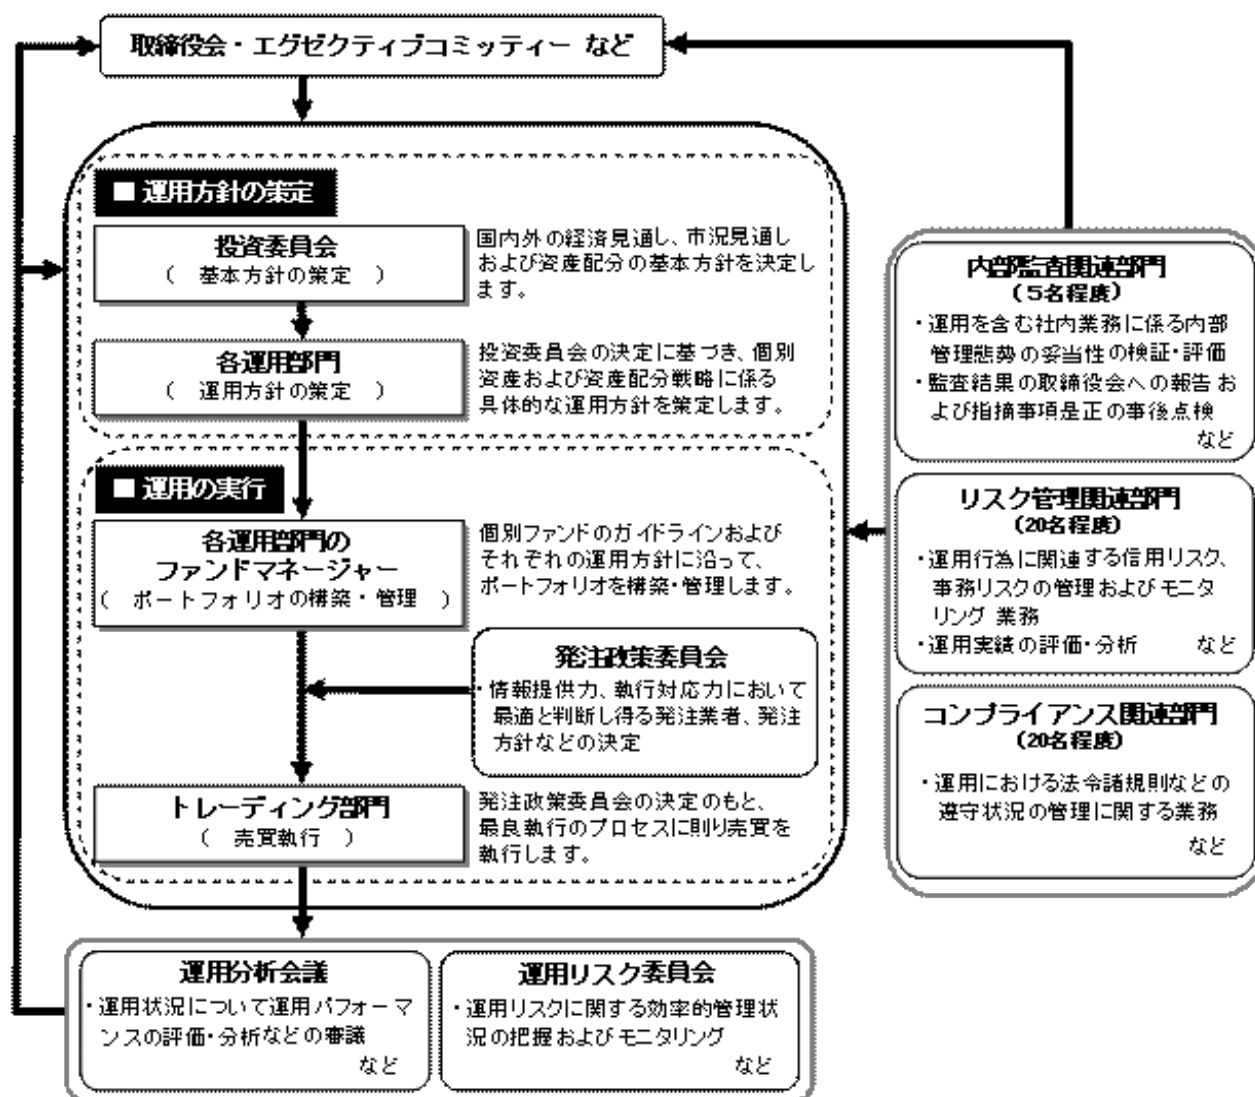 取締役会・エグゼクティブコミッティー など
■ 運用方針の策定
投資委員会
( 基本方針の策定 )
国内外の経済見通し、市況見通し
および資産配分の基本方針を決定し
ます。
各運用部門
( 運用方針の策定 )
投資委員会の決定に基づき、個別
資産および資産配分戦略に係る
具体的な運用方針を策定します。
■ 運用の実行
各運用部門の
ファンドマネージャー
( ポートフォリオの構築・管理 )
個別ファンドのガイドラインおよび
それぞれの運用方針に沿って、
ポートフォリオを構築・管理します。
発注政策委員会
・情報提供力、執行対応力において
最適と判断し得る発注業者、発注
方針などの決定
トレーディング部門
( 売買執行 )
発注政策委員会の決定のもと、
最良執行のプロセスに則り売買を
執行します。
運用分析会議
・運用状況について運用パフォーマ
ンスの評価・分析などの審議
など
運用リスク委員会
・運用リスクに関する効率的管理状
況の把握およびモニタリング
など
内部監査関連部門
(5名程度)
・運用を含む社内業務に係る内部
管理態勢の妥当性の検証・評価
・監査結果の取締役会への報告お
よび指摘事項是正の事後点検
など
リスク管理関連部門
(20名程度)
・運用行為に関連する信用リスク、
事務リスクの管理およびモニタ
リング 業務
・運用実績の評価・分析 など
コンプライアンス関連部門
(20名程度)
・運用における法令諸規則などの
遵守状況の管理に関する業務
など